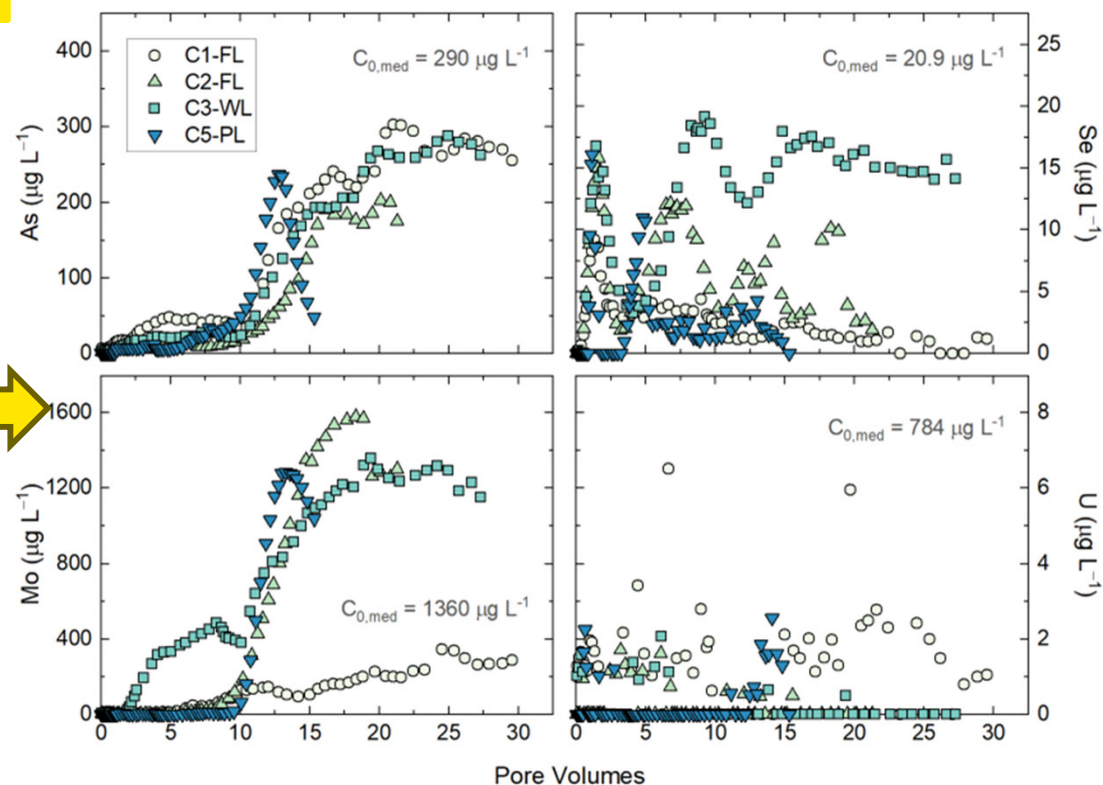 400
300
200
100
0
As (µg L⁻¹)
C1-FL
C2-FL
C3-WL
C5-PL
C0,med = 290 µg L-1
C0,med = 20.9 µg L-1
25
20
15
10
5
0
Se (µg L⁻¹)
1600
1200
800
400
0
Mo (µg L⁻¹)
C0,med = 1360 µg L-1
0 5 10 15 20 25 30
C0,med = 784 µg L-1
8
6
4
2
0
U (µg L⁻¹)
0 5 10 15 20 25 30
Pore Volumes